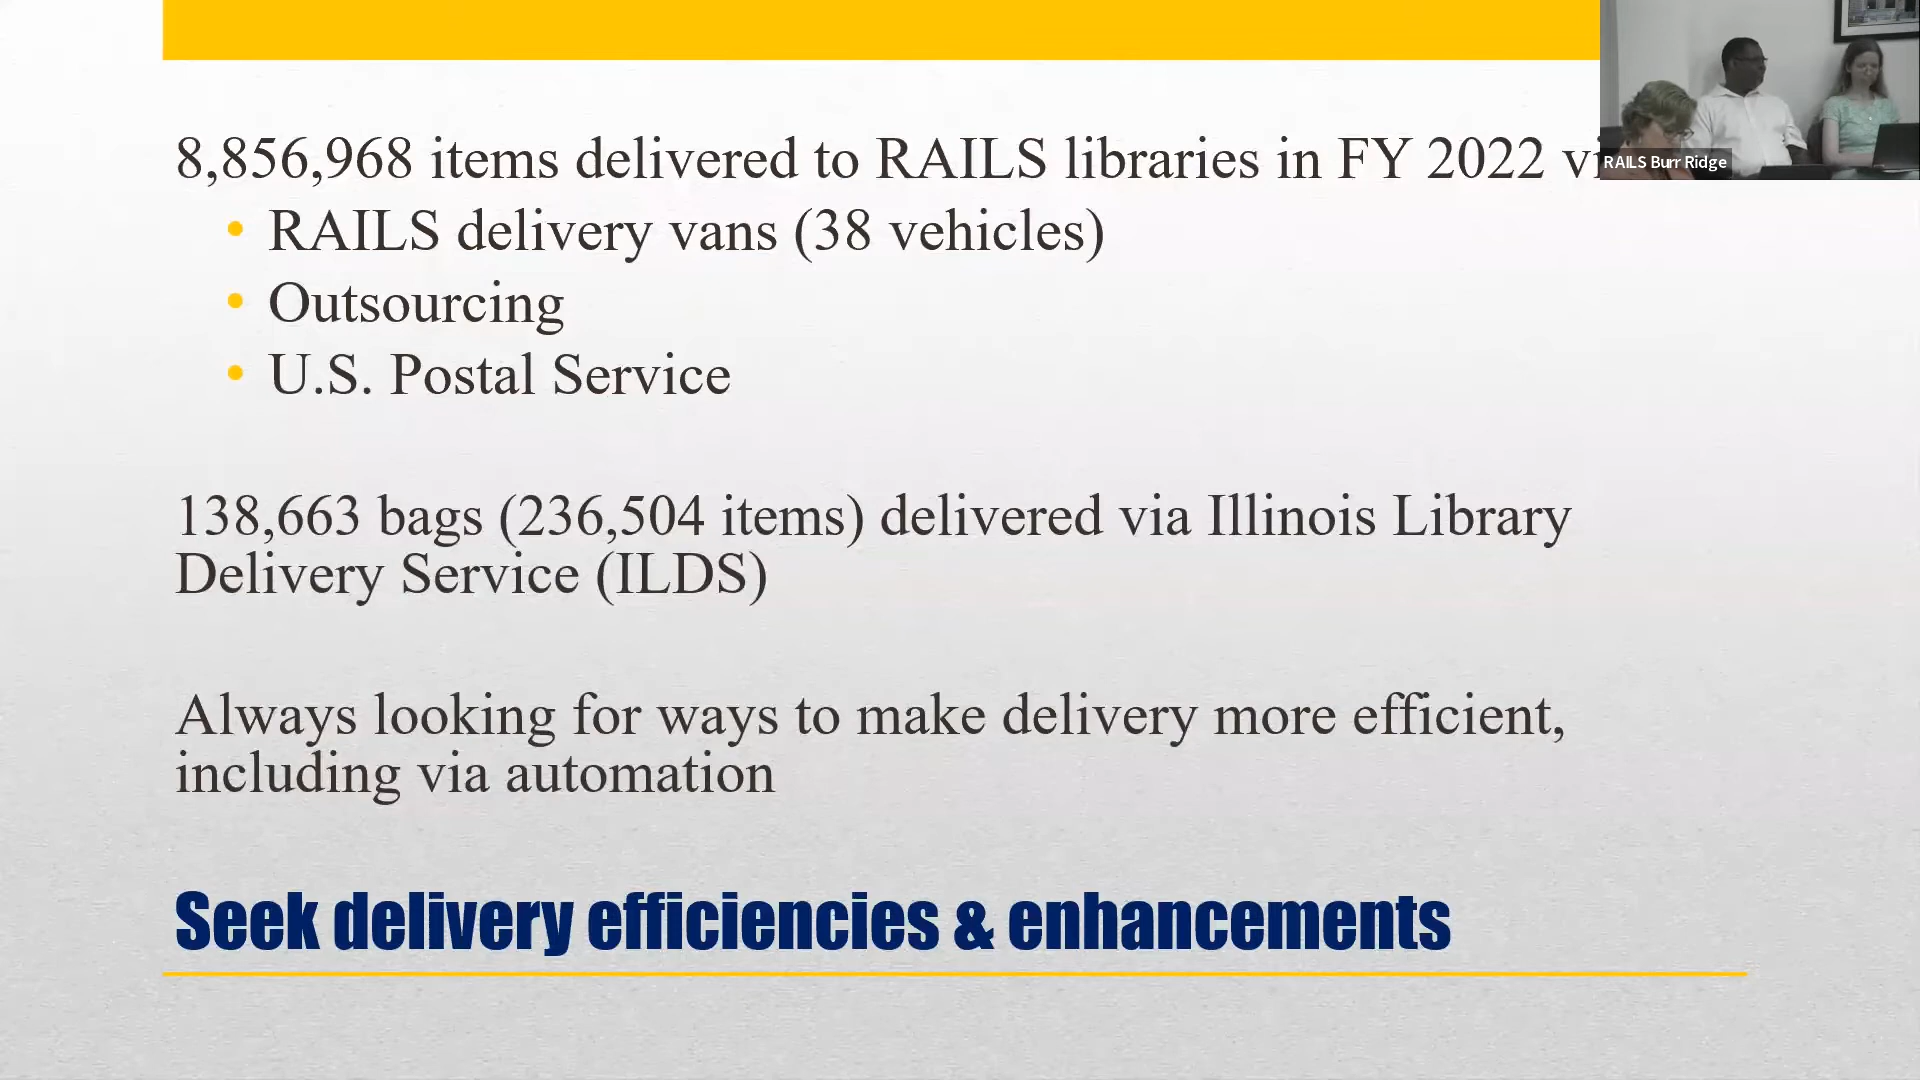 8,856,968 items delivered to RAILS libraries in FY 2022
RAILS Burr Ridge
• RAILS delivery vans (38 vehicles)
• Outsourcing
• U.S. Postal Service
138,663 bags (236,504 items) delivered via Illinois Library
Delivery Service (ILDS)
Always looking for ways to make delivery more efficient,
including via automation
Seek delivery efficiencies & enhancements